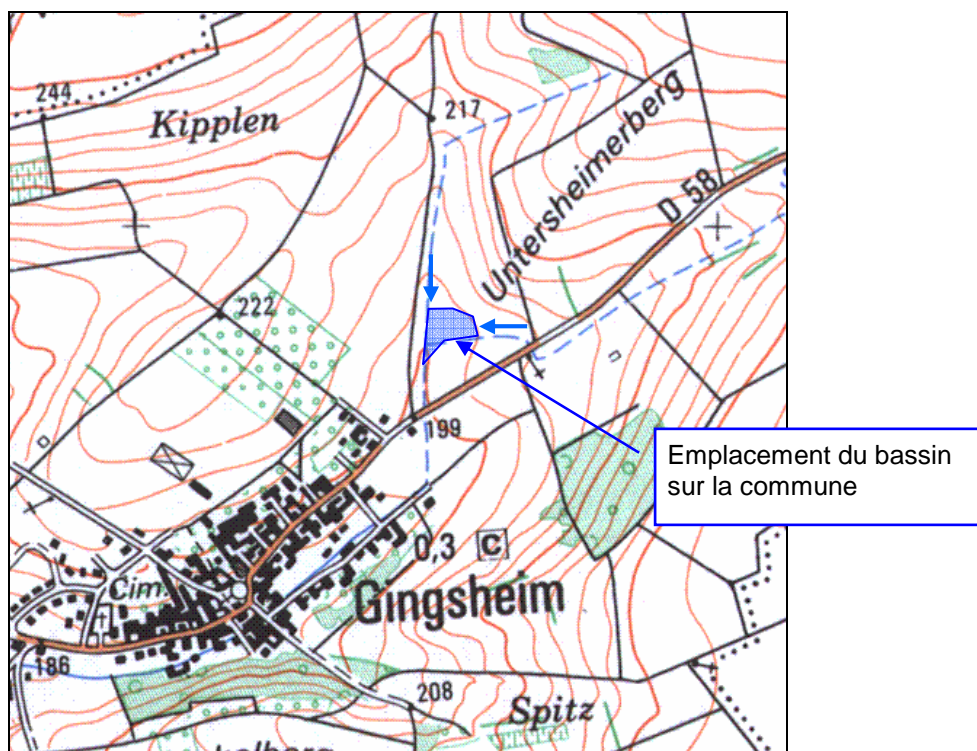 244
Kipplen
217
Untersheimerberg
D 58
222
199
Emplacement du bassin
sur la commune
0,3 C
Cim.
Gingsheim
186
208
Spitz